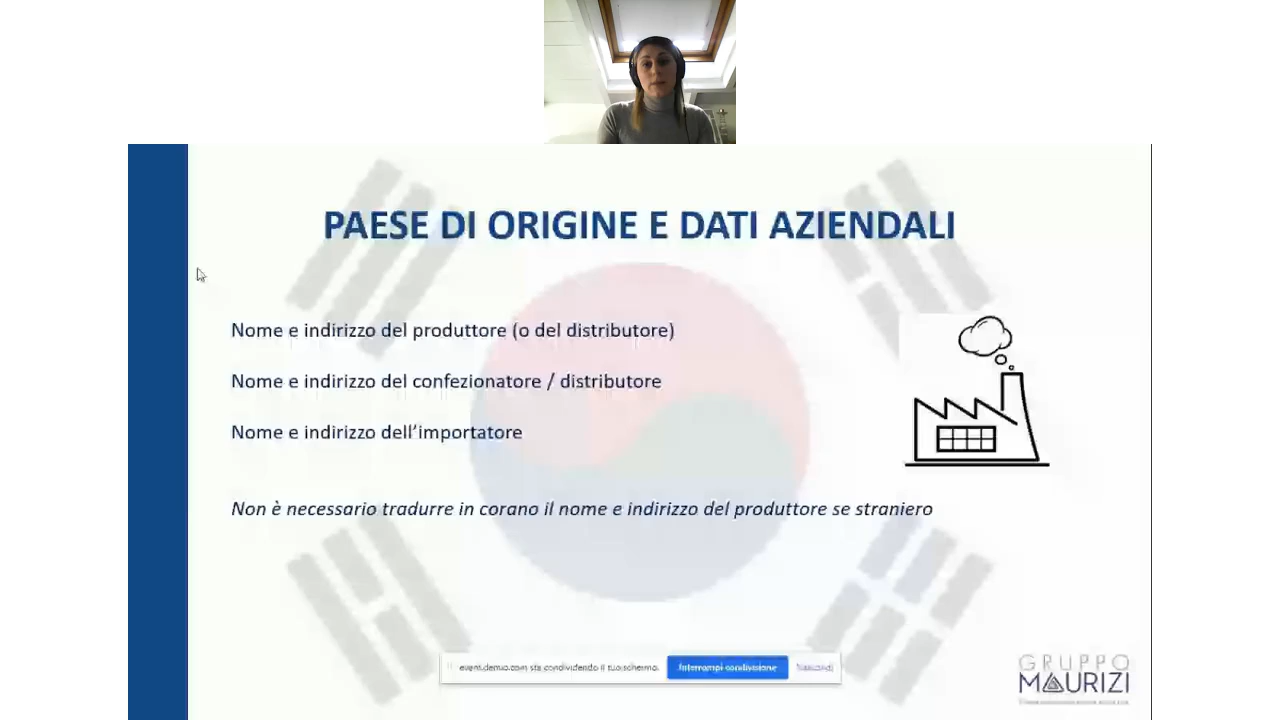 PAESE DI ORIGINE E DATI AZIENDALI
Nome e indirizzo del produttore (o del distributore)
Nome e indirizzo del confezionatore / distributore
Nome e indirizzo dell'importatore
Non è necessario tradurre in corano il nome e indirizzo del produttore se straniero
event.demio.com sta condividendo il tuo schermo. Interrompi condivisione Nascondi
GRUPPO
MAURIZI